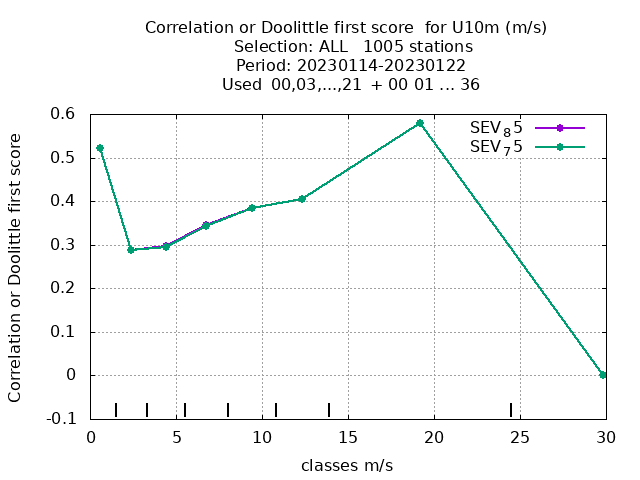 Correlation or Doolittle first score  for U10m (m/s)
Selection: ALL   1005 stations
Period: 20230114-20230122
Used  00,03,...,21  + 00 01 ... 36
SEV₈5
SEV₇5
Correlation or Doolittle first score
0.6
0.5
0.4
0.3
0.2
0.1
0
-0.1
0 5 10 15 20 25 30
classes m/s